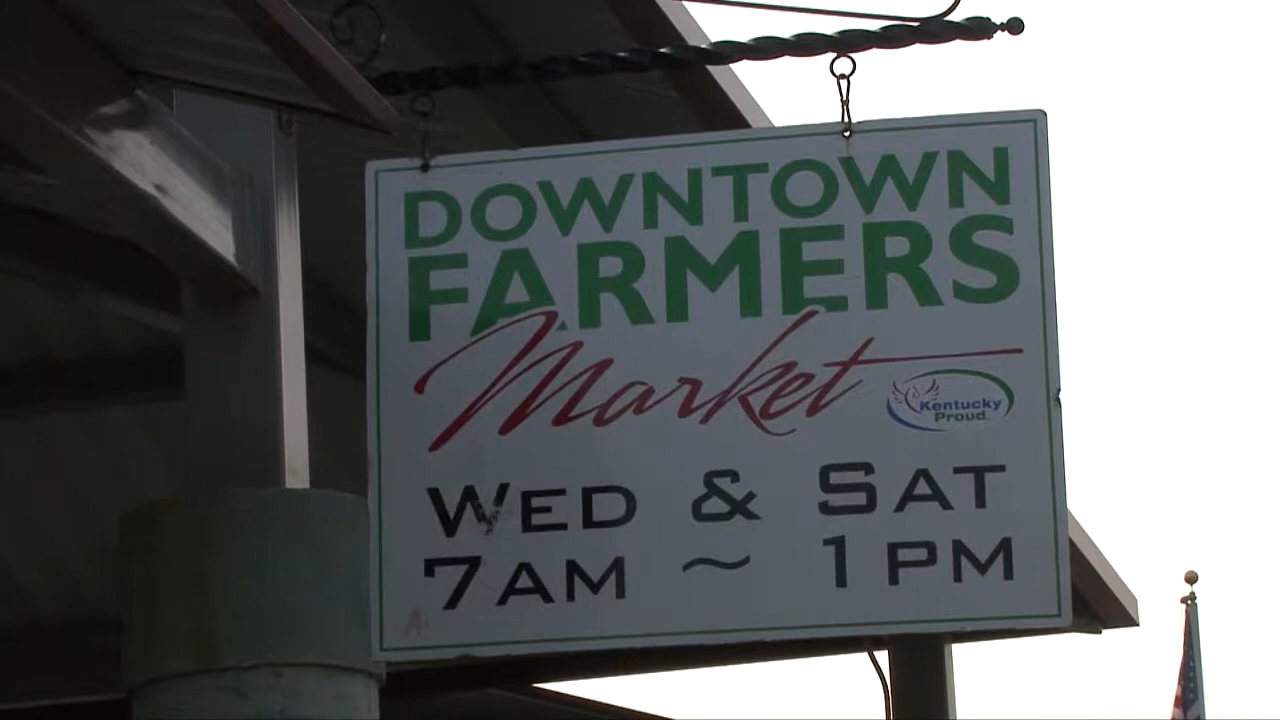 DOWNTOWN
FARMERS
Market
Kentucky
Proud
WED & SAT
7AM ~ 1PM